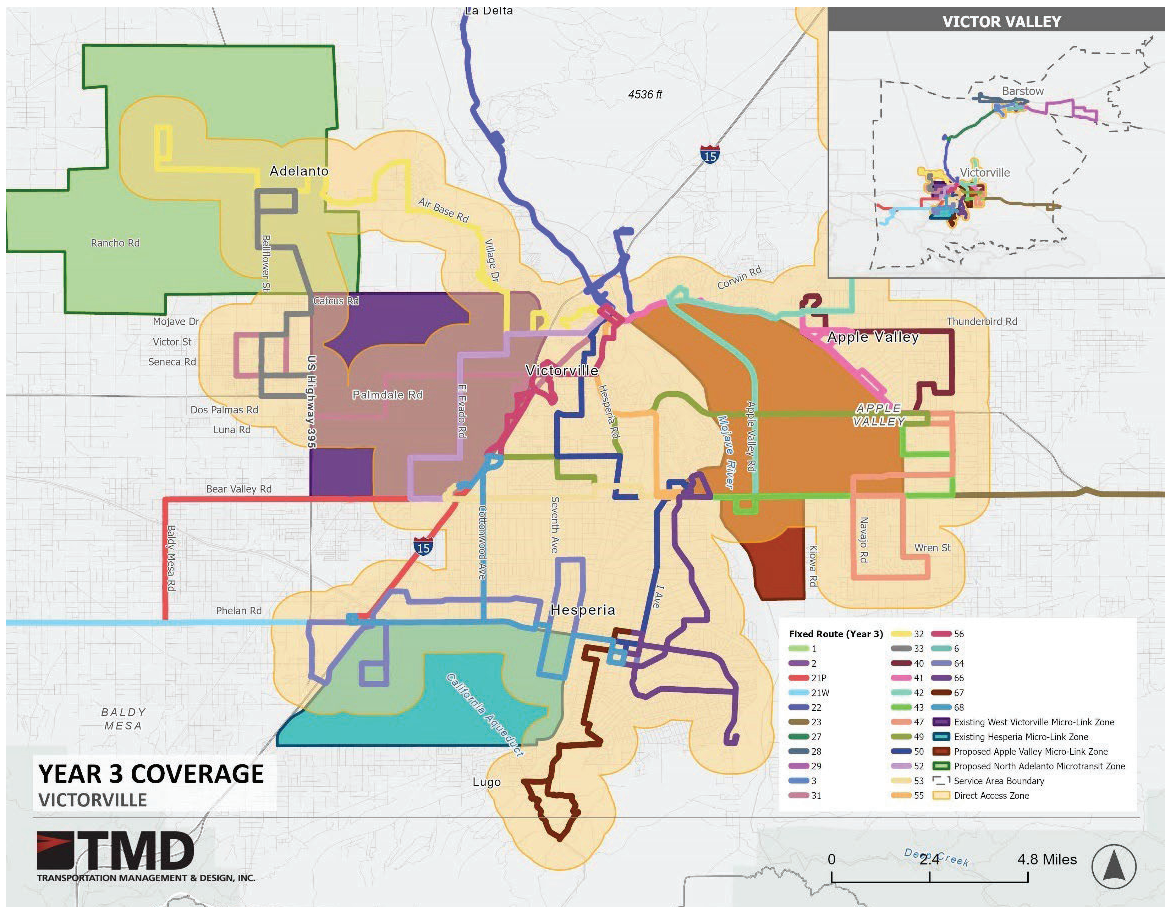 La Delta
4536 ft
15
Adelanto
Air Base Rd
Rancho Rd
Bellflower St
Village Dr
Corwin Rd
Catcus Rd
Mojave Dr
Victor St
Seneca Rd
Thunderbird Rd
Apple Valley
Victorville
US Highway 395
Palmdale Rd
El Evado Rd
Hesperia Rd
Dos Palmas Rd
Luna Rd
APPLE
VALLEY
Mojave River
Apple Valley Rd
Bear Valley Rd
Baldy Mesa Rd
15
Cottonwood Ave
Seventh Ave
Navajo Rd
Wren St
Kiowa Rd
Phelan Rd
Hesperia
I Ave
California Aqueduct
BALDY
MESA
Lugo
VICTOR VALLEY
Barstow
Victorville
Fixed Route (Year 3)
1
2
21P
21W
22
23
27
28
29
3
31
32
33
40
41
42
43
47
49
50
52
53
55
56
6
64
66
67
68
Existing West Victorville Micro-Link Zone
Existing Hesperia Micro-Link Zone
Proposed Apple Valley Micro-Link Zone
Proposed North Adelanto Microtransit Zone
Service Area Boundary
Direct Access Zone
YEAR 3 COVERAGE
VICTORVILLE
TMD
TRANSPORTATION MANAGEMENT & DESIGN, INC.
Deep Creek
0 2.4 4.8 Miles